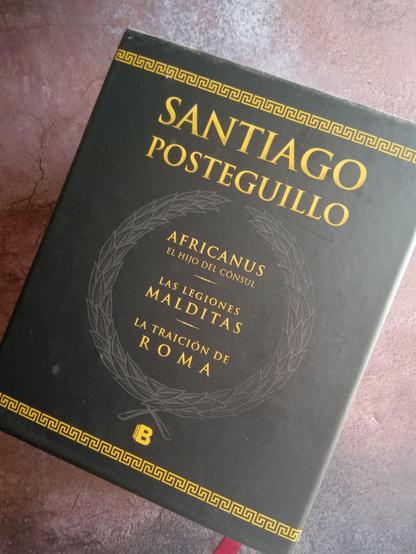 SANTIAGO
POSTEGUILLO
AFRICANUS
EL HIJO DEL CÓNSUL
LAS LEGIONES
MALDITAS
LA TRAICIÓN DE
ROMA
B